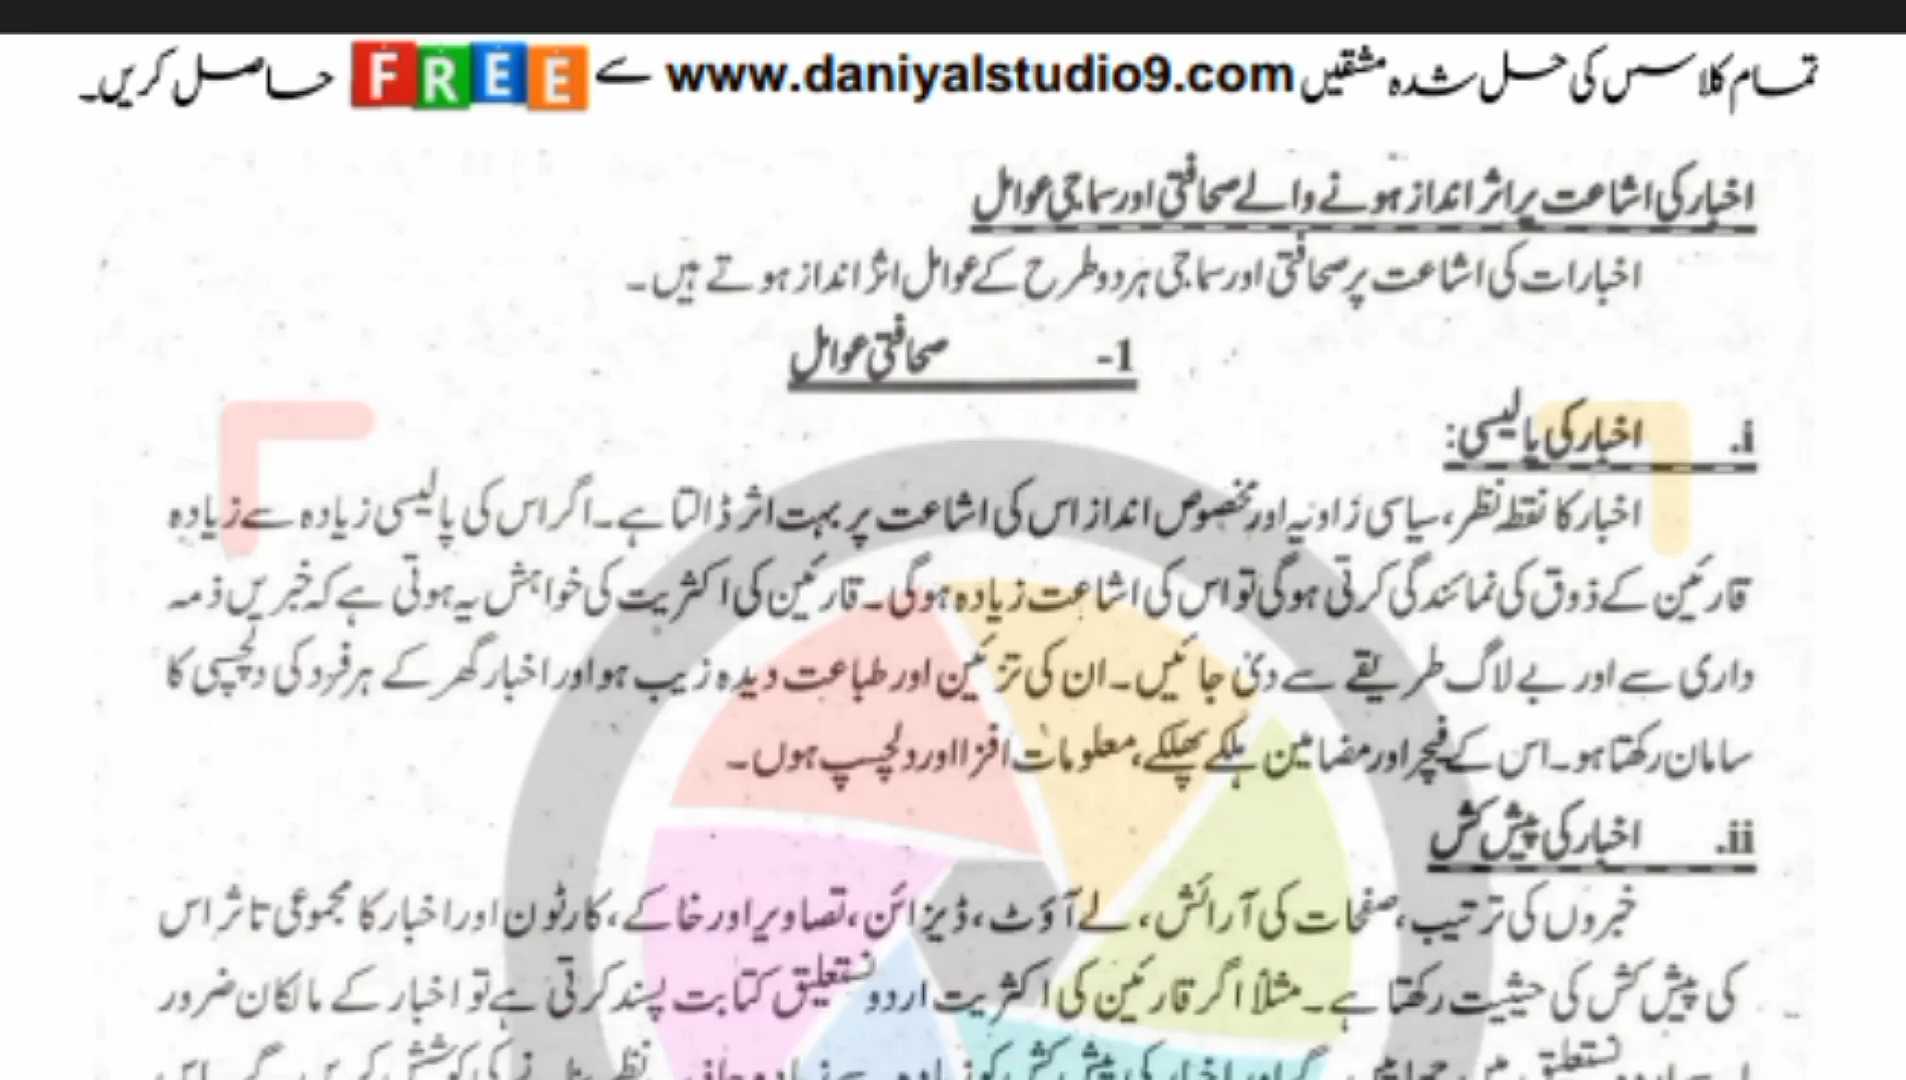 تمام کلاسس کی حل شدہ مشقیں www.daniyalstudio9.com سے FREE حاصل کریں۔
اخبار کی اشاعت پر اثر انداز ہونے والے صحافتی اور سماجی عوامل
اخبارات کی اشاعت پر صحافتی اور سماجی ہر دو طرح کے عوامل اثر انداز ہوتے ہیں۔
1- صحافتی عوامل
i. اخبار کی پالیسی:
اخبار کا نقطہ نظر، سیاسی زاویہ اور مخصوص انداز اس کی اشاعت پر بہت اثر ڈالتا ہے۔ اگر اس کی پالیسی زیادہ سے زیادہ
قارئین کے ذوق کی نمائندگی کرتی ہوگی تو اس کی اشاعت زیادہ ہوگی۔ قارئین کی اکثریت کی خواہش یہ ہوتی ہے کہ خبریں ذمہ
داری سے اور بے لاگ طریقے سے دی جائیں۔ ان کی تزئین اور طباعت دیدہ زیب ہو اور اخبار گھر کے ہر فرد کی دلچسپی کا
سامان رکھتا ہو۔ اس کے فیچر اور مضامین ہلکے پھلکے، معلومات افزا اور دلچسپ ہوں۔
ii. اخبار کی پیش کش
خبروں کی ترتیب، صفحات کی آرائش، لے آؤٹ، ڈیزائن، تصاویر اور خاکے، کارٹون اور اخبار کا مجموعی تاثر اس
کی پیش کش کی حیثیت رکھتا ہے۔ مثلاً اگر قارئین کی اکثریت اردو نستعلیق کتابت پسند کرتی ہے تو اخبار کے مالکان ضرور